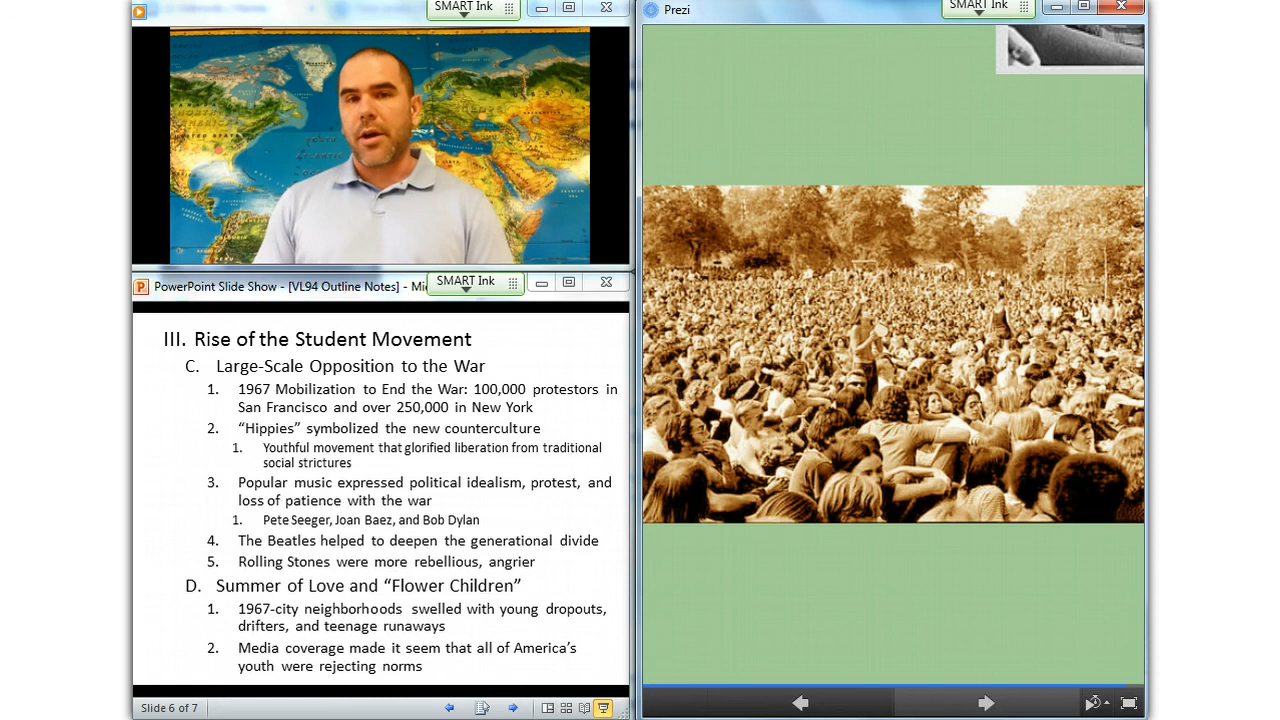 SMART Ink
Prezi
SMART Ink
PowerPoint Slide Show - [VL94 Outline Notes] - Mi
SMART Ink
III. Rise of the Student Movement
C. Large-Scale Opposition to the War
1. 1967 Mobilization to End the War: 100,000 protestors in
San Francisco and over 250,000 in New York
2. “Hippies” symbolized the new counterculture
1. Youthful movement that glorified liberation from traditional
social strictures
3. Popular music expressed political idealism, protest, and
loss of patience with the war
1. Pete Seeger, Joan Baez, and Bob Dylan
4. The Beatles helped to deepen the generational divide
5. Rolling Stones were more rebellious, angrier
D. Summer of Love and “Flower Children”
1. 1967-city neighborhoods swelled with young dropouts,
drifters, and teenage runaways
2. Media coverage made it seem that all of America’s
youth were rejecting norms
Slide 6 of 7